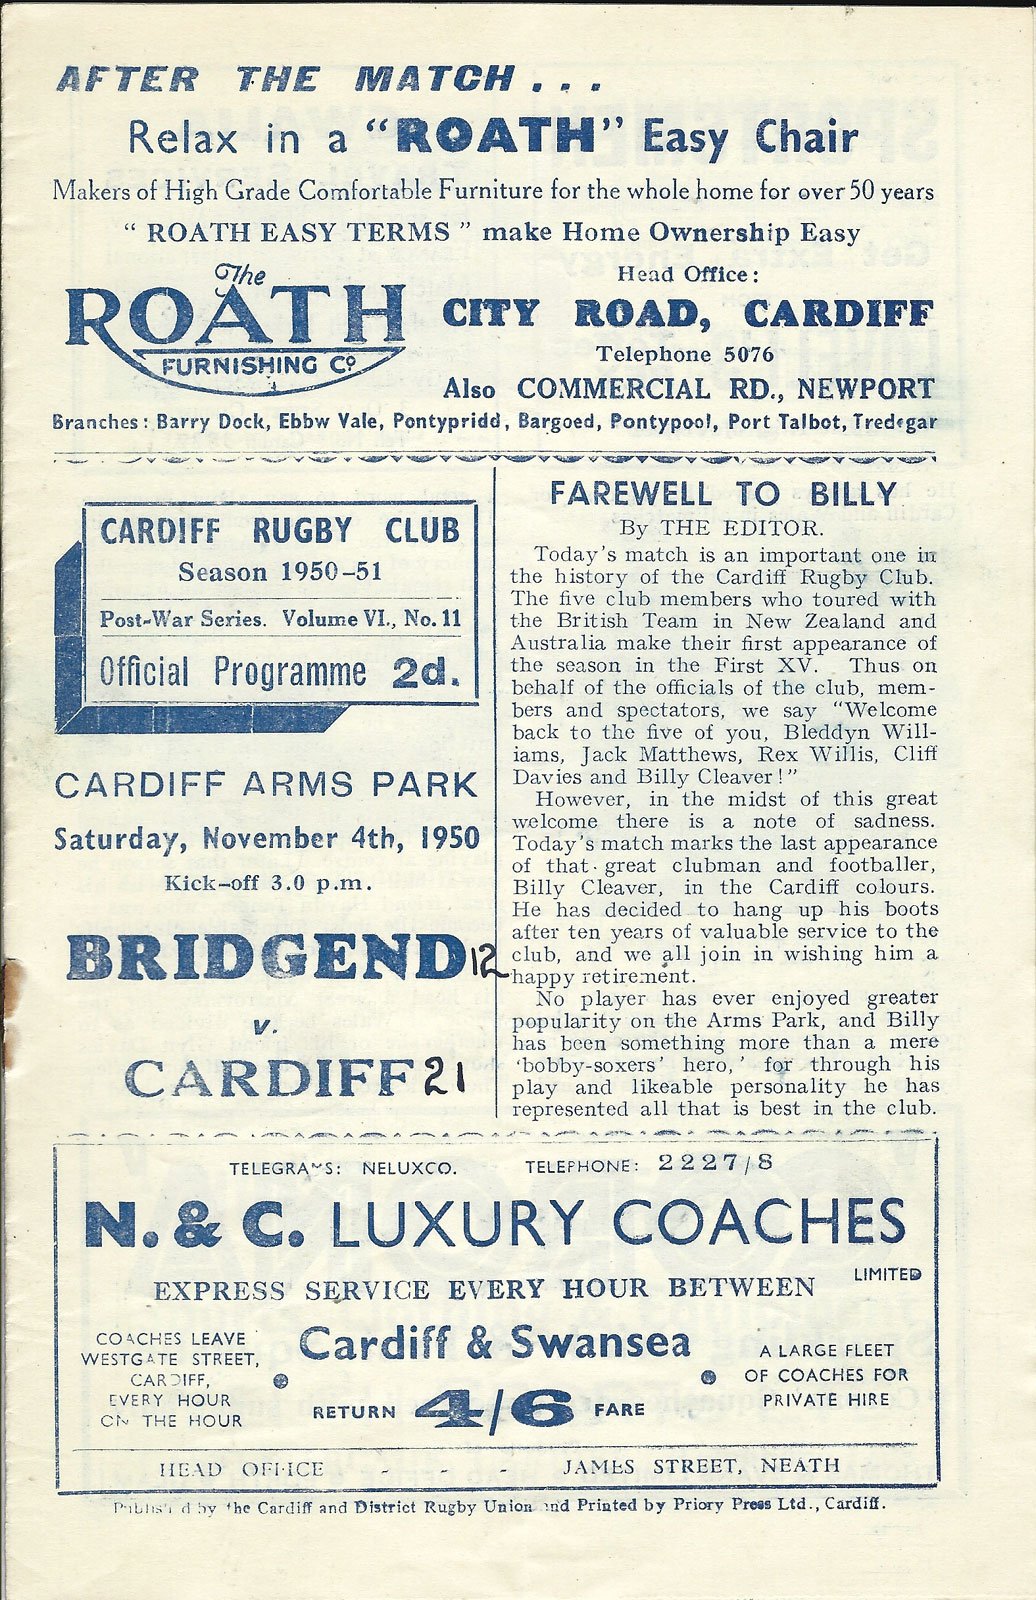 AFTER THE MATCH . . .
Relax in a “ROATH” Easy Chair
Makers of High Grade Comfortable Furniture for the whole home for over 50 years
“ ROATH EASY TERMS ” make Home Ownership Easy
The
ROATH
FURNISHING Cº
Head Office :
CITY ROAD, CARDIFF
Telephone 5076
Also COMMERCIAL RD., NEWPORT
Branches : Barry Dock, Ebbw Vale, Pontypridd, Bargoed, Pontypool, Port Talbot, Tredegar
CARDIFF RUGBY CLUB
Season 1950-51
Post-War Series. Volume VI., No. 11
Official Programme 2d.
CARDIFF ARMS PARK
Saturday, November 4th, 1950
Kick-off 3.0 p.m.
BRIDGEND 12
v.
CARDIFF 21
FAREWELL TO BILLY
By THE EDITOR.
Today’s match is an important one in
the history of the Cardiff Rugby Club.
The five club members who toured with
the British Team in New Zealand and
Australia make their first appearance of
the season in the First XV. Thus on
behalf of the officials of the club, mem-
bers and spectators, we say “Welcome
back to the five of you, Bleddyn Will-
iams, Jack Matthews, Rex Willis, Cliff
Davies and Billy Cleaver ! ”
However, in the midst of this great
welcome there is a note of sadness.
Today’s match marks the last appearance
of that great clubman and footballer,
Billy Cleaver, in the Cardiff colours.
He has decided to hang up his boots
after ten years of valuable service to the
club, and we all join in wishing him a
happy retirement.
No player has ever enjoyed greater
popularity on the Arms Park, and Billy
has been something more than a mere
‘bobby-soxers’ hero, ’ for through his
play and likeable personality he has
represented all that is best in the club.
TELEGRAMS: NELUXCO. TELEPHONE: 2227/8
N. & C. LUXURY COACHES
LIMITED
EXPRESS SERVICE EVERY HOUR BETWEEN
Cardiff & Swansea
COACHES LEAVE
WESTGATE STREET,
CARDIFF,
EVERY HOUR
ON THE HOUR
RETURN 4/6 FARE
A LARGE FLEET
OF COACHES FOR
PRIVATE HIRE
HEAD OFFICE - - - JAMES STREET, NEATH
Published by the Cardiff and District Rugby Union and Printed by Priory Press Ltd., Cardiff.